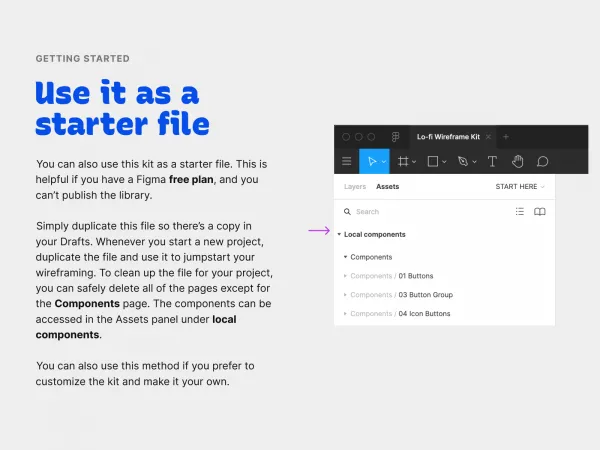 GETTING STARTED
Use it as a
starter file
You can also use this kit as a starter file. This is
helpful if you have a Figma free plan, and you
can't publish the library.
Simply duplicate this file so there's a copy in
your Drafts. Whenever you start a new project,
duplicate the file and use it to jumpstart your
wireframing. To clean up the file for your project,
you can safely delete all of the pages except for
the Components page. The components can be
accessed in the Assets panel under local
components.
You can also use this method if you prefer to
customize the kit and make it your own.
Lo-fi Wireframe Kit
Layers Assets START HERE
Search
Local components
Components
Components / 01 Buttons
Components / 03 Button Group
Components / 04 Icon Buttons